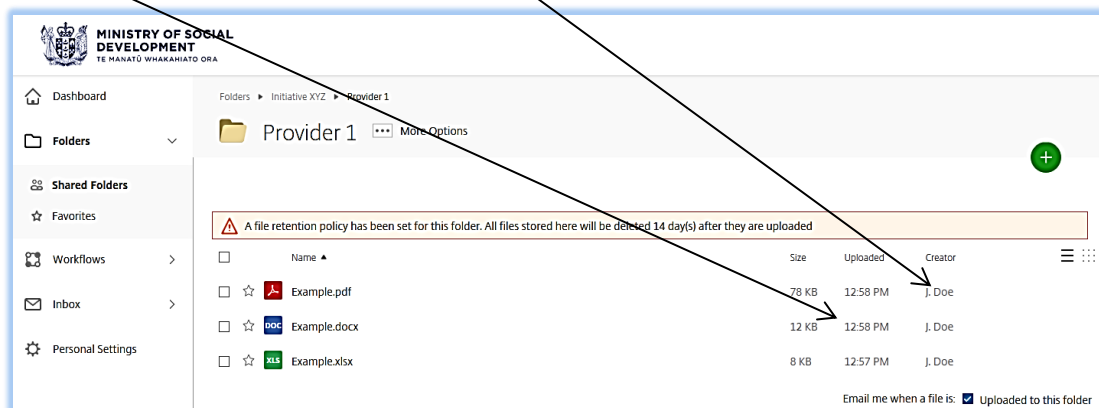 MINISTRY OF SOCIAL
DEVELOPMENT
TE MANATŪ WHAKAHIATO ORA
Dashboard
Folders
Shared Folders
Favorites
Workflows
Inbox
Personal Settings
Folders ▸ Initiative XYZ ▸ Provider 1
Provider 1 ••• More Options
A file retention policy has been set for this folder. All files stored here will be deleted 14 day(s) after they are uploaded
Name ▲ Size Uploaded Creator
Example.pdf 78 KB 12:58 PM J. Doe
DOC Example.docx 12 KB 12:58 PM J. Doe
XLS Example.xlsx 8 KB 12:57 PM J. Doe
Email me when a file is: Uploaded to this folder